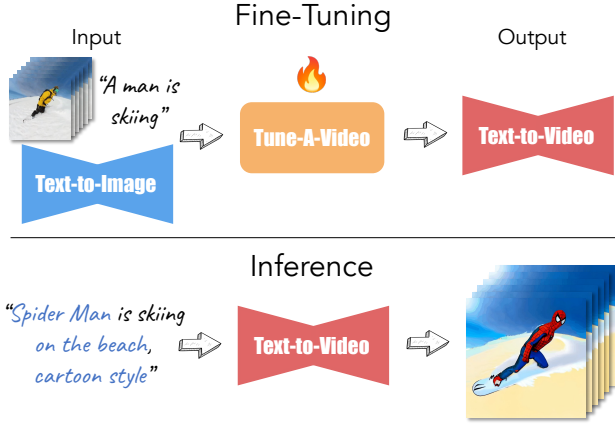 Fine-Tuning
Input
Output
“A man is
skiing”
Tune-A-Video
Text-to-Video
Text-to-Image
Inference
“Spider Man is skiing
on the beach,
cartoon style”
Text-to-Video